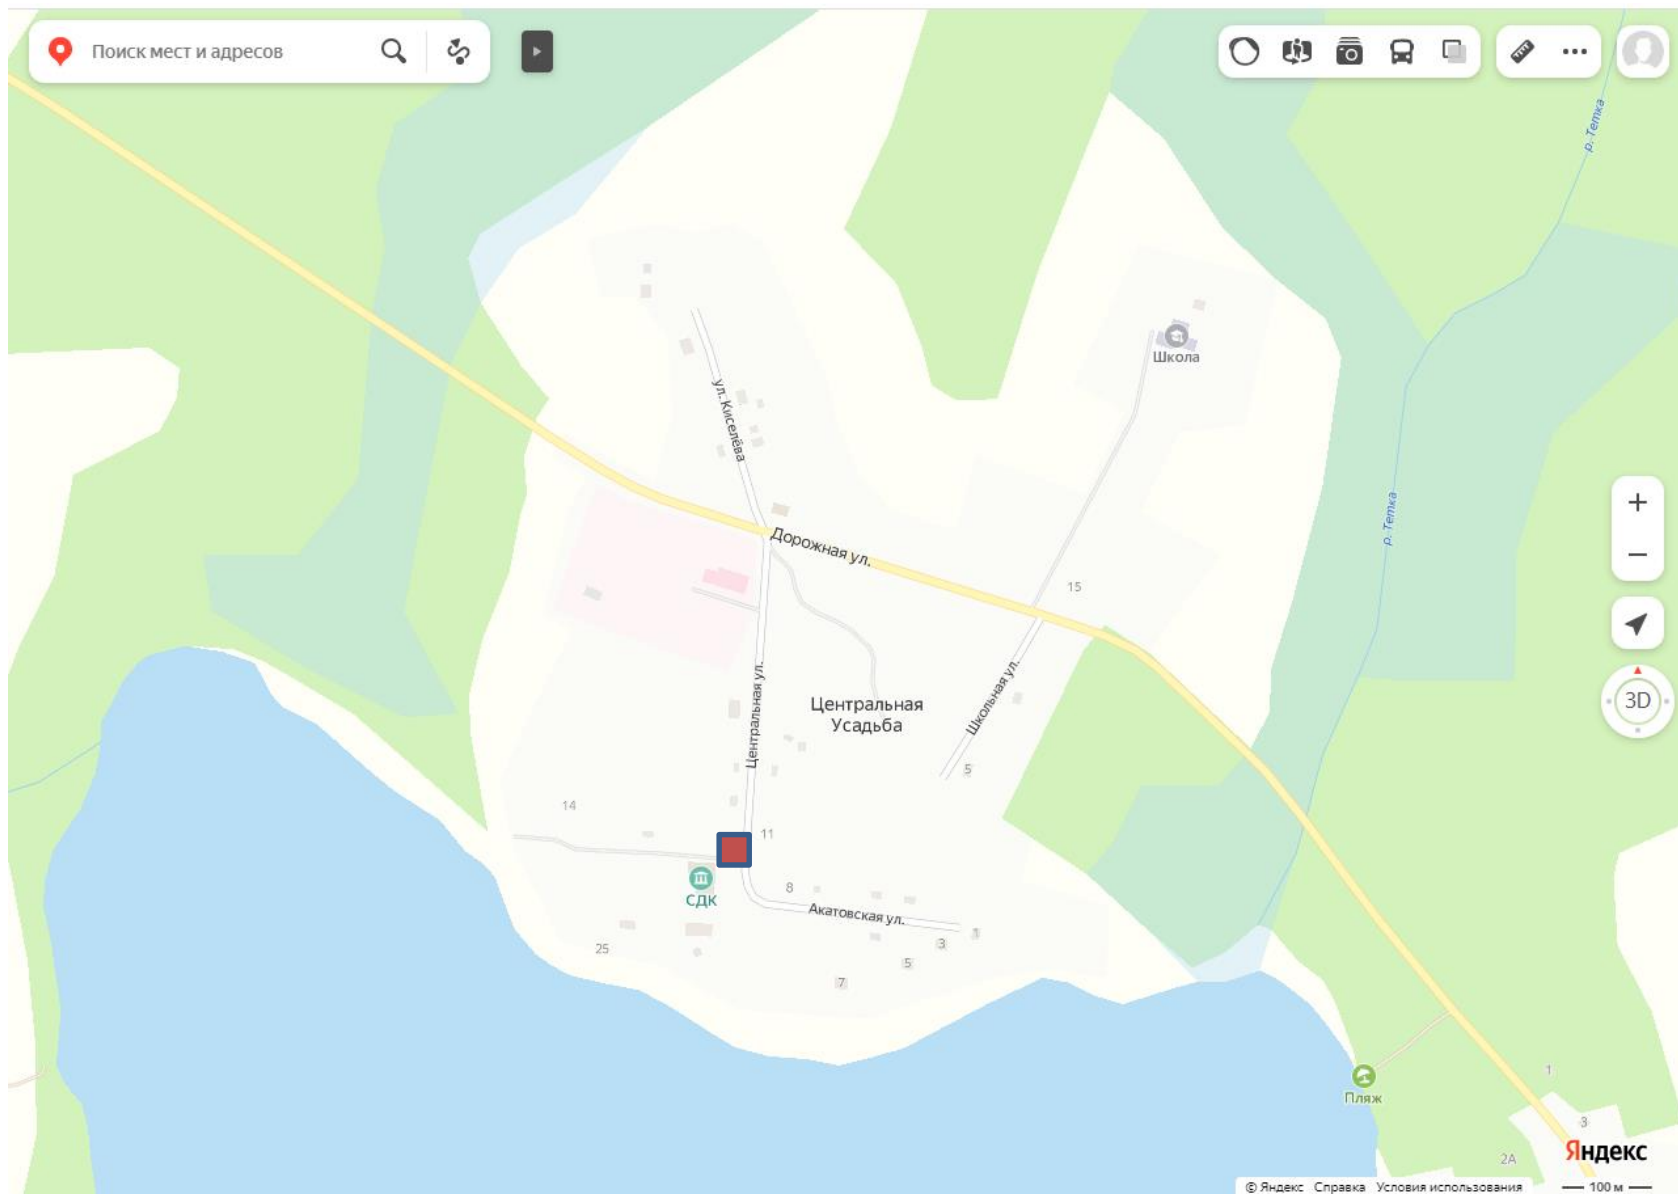 Поиск мест и адресов
р. Тетка
Школа
ул. Киселёва
р. Тетка
Дорожная ул.
15
Центральная ул.
Школьная ул.
3D
Центральная
Усадьба
5
14
11
СДК
8
Акатовская ул.
1
3
25
5
7
1
Пляж
3
Яндекс
2А
© Яндекс Справка Условия использования
100 м